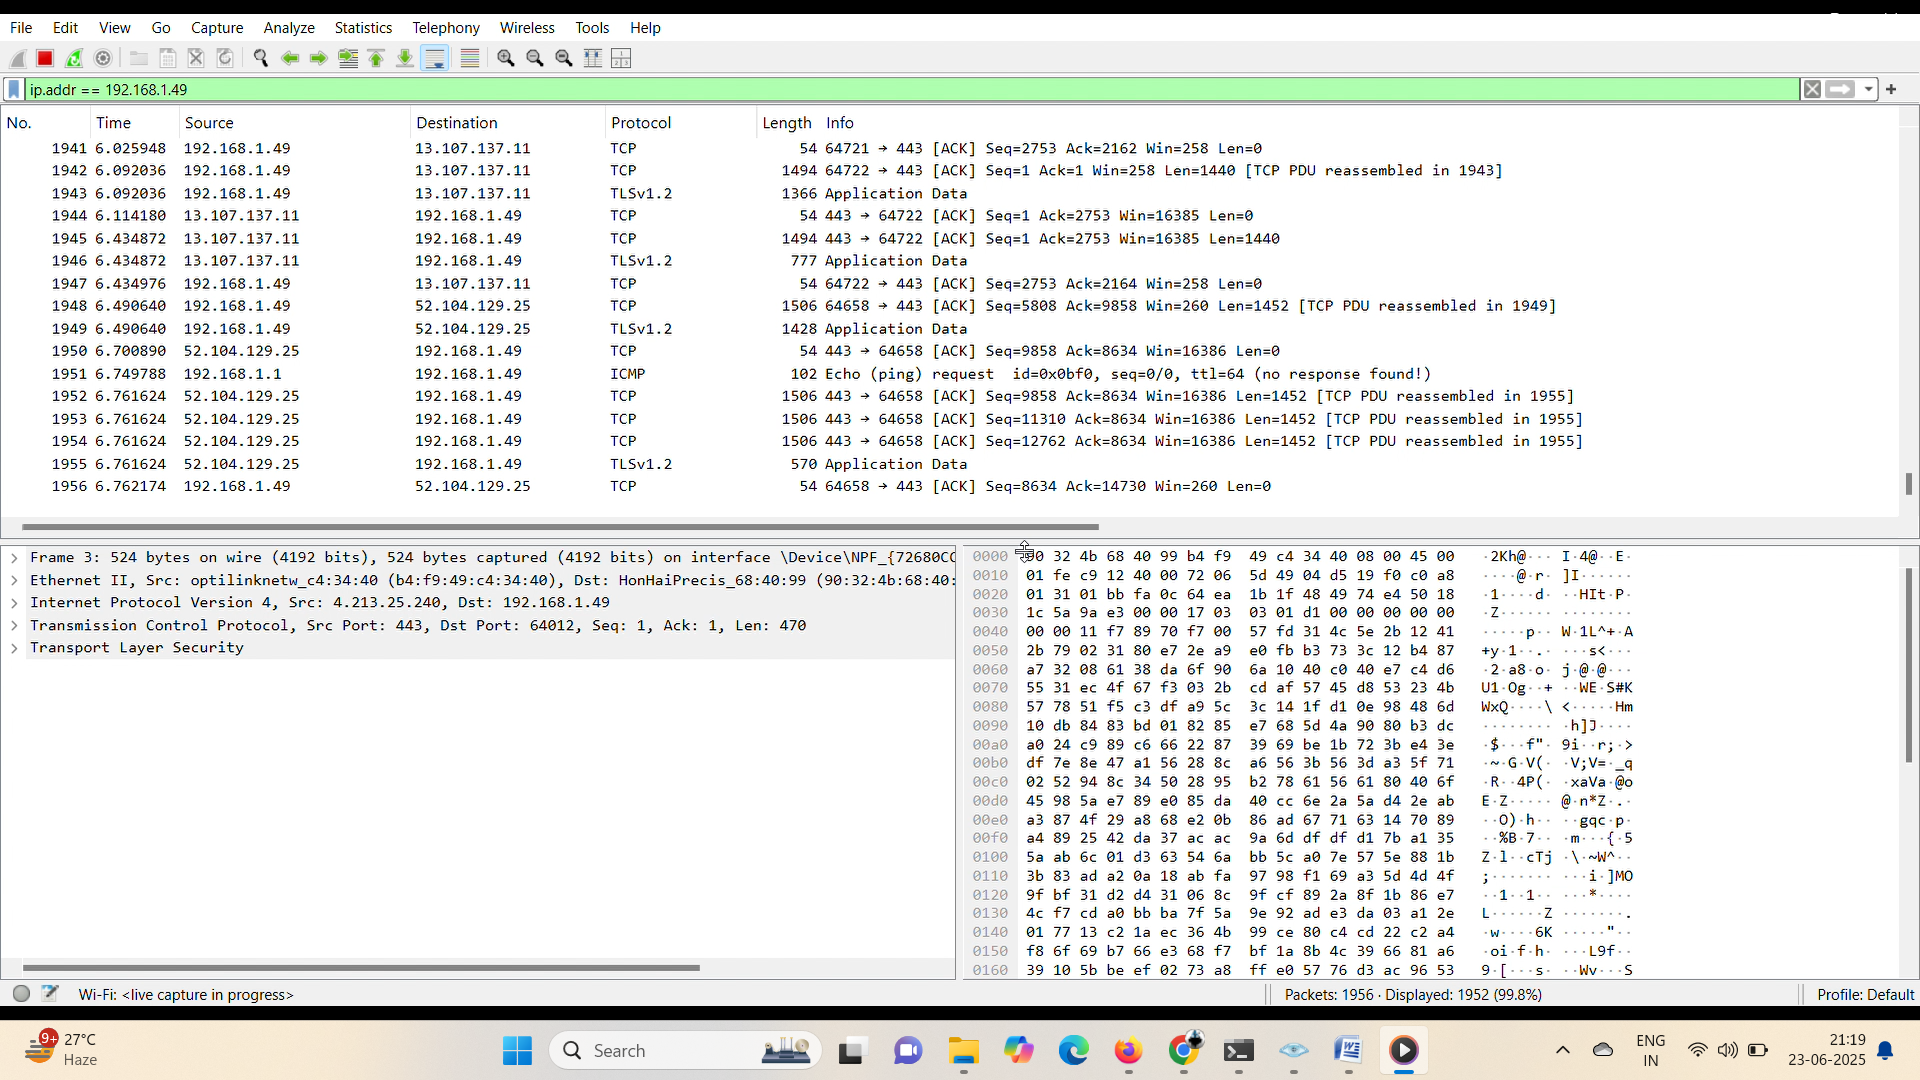 File Edit View Go Capture Analyze Statistics Telephony Wireless Tools Help
ip.addr == 192.168.1.49
No. Time Source Destination Protocol Length Info
1941 6.025948 192.168.1.49 13.107.137.11 TCP 54 64721 → 443 [ACK] Seq=2753 Ack=2162 Win=258 Len=0
1942 6.092036 192.168.1.49 13.107.137.11 TCP 1494 64722 → 443 [ACK] Seq=1 Ack=1 Win=258 Len=1440 [TCP PDU reassembled in 1943]
1943 6.092036 192.168.1.49 13.107.137.11 TLSv1.2 1366 Application Data
1944 6.114180 13.107.137.11 192.168.1.49 TCP 54 443 → 64722 [ACK] Seq=1 Ack=2753 Win=16385 Len=0
1945 6.434872 13.107.137.11 192.168.1.49 TCP 1494 443 → 64722 [ACK] Seq=1 Ack=2753 Win=16385 Len=1440
1946 6.434872 13.107.137.11 192.168.1.49 TLSv1.2 777 Application Data
1947 6.434976 192.168.1.49 13.107.137.11 TCP 54 64722 → 443 [ACK] Seq=2753 Ack=2164 Win=258 Len=0
1948 6.490640 192.168.1.49 52.104.129.25 TCP 1506 64658 → 443 [ACK] Seq=5808 Ack=9858 Win=260 Len=1452 [TCP PDU reassembled in 1949]
1949 6.490640 192.168.1.49 52.104.129.25 TLSv1.2 1428 Application Data
1950 6.700890 52.104.129.25 192.168.1.49 TCP 54 443 → 64658 [ACK] Seq=9858 Ack=8634 Win=16386 Len=0
1951 6.749788 192.168.1.1 192.168.1.49 ICMP 102 Echo (ping) request id=0x0bf0, seq=0/0, ttl=64 (no response found!)
1952 6.761624 52.104.129.25 192.168.1.49 TCP 1506 443 → 64658 [ACK] Seq=9858 Ack=8634 Win=16386 Len=1452 [TCP PDU reassembled in 1955]
1953 6.761624 52.104.129.25 192.168.1.49 TCP 1506 443 → 64658 [ACK] Seq=11310 Ack=8634 Win=16386 Len=1452 [TCP PDU reassembled in 1955]
1954 6.761624 52.104.129.25 192.168.1.49 TCP 1506 443 → 64658 [ACK] Seq=12762 Ack=8634 Win=16386 Len=1452 [TCP PDU reassembled in 1955]
1955 6.761624 52.104.129.25 192.168.1.49 TLSv1.2 570 Application Data
1956 6.762174 192.168.1.49 52.104.129.25 TCP 54 64658 → 443 [ACK] Seq=8634 Ack=14730 Win=260 Len=0
Frame 3: 524 bytes on wire (4192 bits), 524 bytes captured (4192 bits) on interface \Device\NPF_{72680CC
Ethernet II, Src: optilinknetw_c4:34:40 (b4:f9:49:c4:34:40), Dst: HonHaiPrecis_68:40:99 (90:32:4b:68:40:
Internet Protocol Version 4, Src: 4.213.25.240, Dst: 192.168.1.49
Transmission Control Protocol, Src Port: 443, Dst Port: 64012, Seq: 1, Ack: 1, Len: 470
Transport Layer Security
0000 90 32 4b 68 40 99 b4 f9 49 c4 34 40 08 00 45 00 ·2Kh@··· I·4@··E·
0010 01 fe c9 12 40 00 72 06 5d 49 04 d5 19 f0 c0 a8 ····@·r· ]I······
0020 01 31 01 bb fa 0c 64 ea 1b 1f 48 49 74 e4 50 18 ·1····d· ··HIt·P·
0030 1c 5a 9a e3 00 00 17 03 03 01 d1 00 00 00 00 00 ·Z······ ········
0040 00 00 11 f7 89 70 f7 00 57 fd 31 4c 5e 2b 12 41 ·····p·· W·1L^+·A
0050 2b 79 02 31 80 e7 2e a9 e0 fb b3 73 3c 12 b4 87 +y·1··.· ···s<···
0060 a7 32 08 61 38 da 6f 90 6a 10 40 c0 40 e7 c4 d6 ·2·a8·o· j·@·@···
0070 55 31 ec 4f 67 f3 03 2b cd af 57 45 d8 53 23 4b U1·Og··+ ··WE·S#K
0080 57 78 51 f5 c3 df a9 5c 3c 14 1f d1 0e 98 48 6d WxQ····\ <·····Hm
0090 10 db 84 83 bd 01 82 85 e7 68 5d 4a 90 80 b3 dc ········ ·h]J····
00a0 a0 24 c9 89 c6 66 22 87 39 69 be 1b 72 3b e4 3e ·$···f"· 9i··r;·>
00b0 df 7e 8e 47 a1 56 28 8c a6 56 3b 56 3d a3 5f 71 ·~·G·V(· ·V;V=·_q
00c0 02 52 94 8c 34 50 28 95 b2 78 61 56 61 80 40 6f ·R··4P(· ·xaVa·@o
00d0 45 98 5a e7 89 e0 85 da 40 cc 6e 2a 5a d4 2e ab E·Z····· @·n*Z·.·
00e0 a3 87 4f 29 a8 68 e2 0b 86 ad 67 71 63 14 70 89 ··O)·h·· ··gqc·p·
00f0 a4 89 25 42 da 37 ac ac 9a 6d df df d1 7b a1 35 ··%B·7·· ·m···{·5
0100 5a ab 6c 01 d3 63 54 6a bb 5c a0 7e 57 5e 88 1b Z·l··cTj ·\·~W^··
0110 3b 83 ad a2 0a 18 ab fa 97 98 f1 69 a3 5d 4d 4f ;······· ···i·]MO
0120 9f bf 31 d2 d4 31 06 8c 9f cf 89 2a 8f 1b 86 e7 ··1··1·· ···*····
0130 4c f7 cd a0 bb ba 7f 5a 9e 92 ad e3 da 03 a1 2e L······Z ·······.
0140 01 77 13 c2 1a ec 36 4b 99 ce 80 c4 cd 22 c2 a4 ·w····6K ·····"··
0150 f8 6f 69 b7 66 e3 68 f7 bf 1a 8b 4c 39 66 81 a6 ·oi·f·h· ···L9f··
0160 39 10 5b be ef 02 73 a8 ff e0 57 76 d3 ac 96 53 9·[···s· ··Wv···S
Wi-Fi: <live capture in progress> Packets: 1956 · Displayed: 1952 (99.8%) Profile: Default
9+ 27°C
Haze
Search
ENG
IN
21:19
23-06-2025